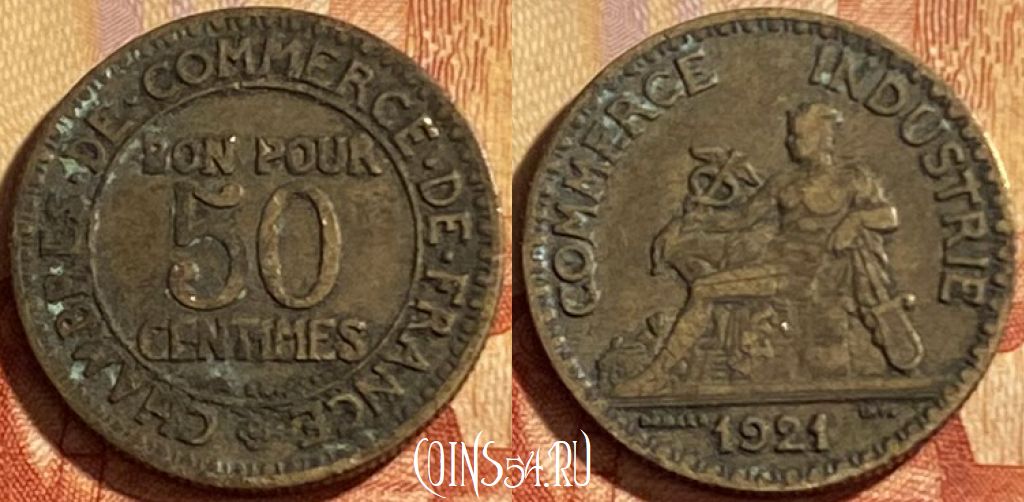 CHAMBRES · DE · COMMERCE · DE · FRANCE
BON POUR
50
CENTIMES
COMMERCE INDUSTRIE
1921
COINS54.RU